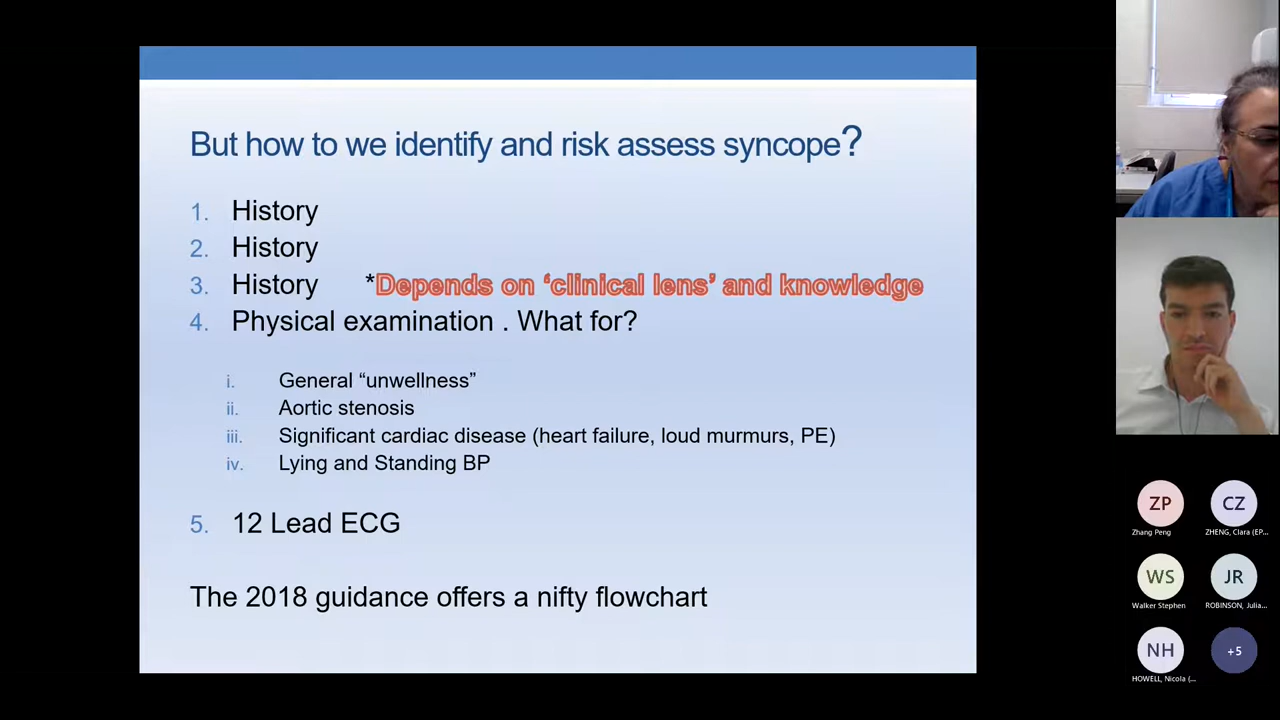 But how to we identify and risk assess syncope?
1. History
2. History
3. History *Depends on ‘clinical lens’ and knowledge
4. Physical examination . What for?
i. General “unwellness”
ii. Aortic stenosis
iii. Significant cardiac disease (heart failure, loud murmurs, PE)
iv. Lying and Standing BP
5. 12 Lead ECG
The 2018 guidance offers a nifty flowchart
ZP CZ
Zhang Peng ZHENG, Clara (EP...
WS JR
Walker Stephen ROBINSON, Julia...
NH +5
HOWELL, Nicola (...